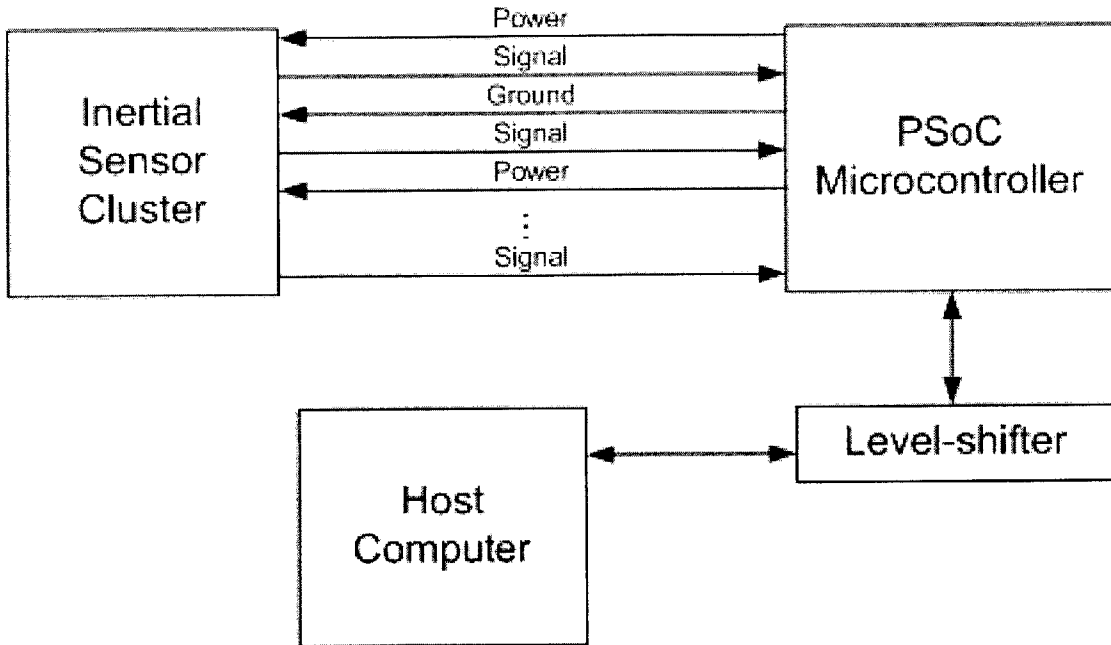 Power
Signal
Ground
Signal
Power
⋮
Signal
Inertial
Sensor
Cluster
PSoC
Microcontroller
Level-shifter
Host
Computer